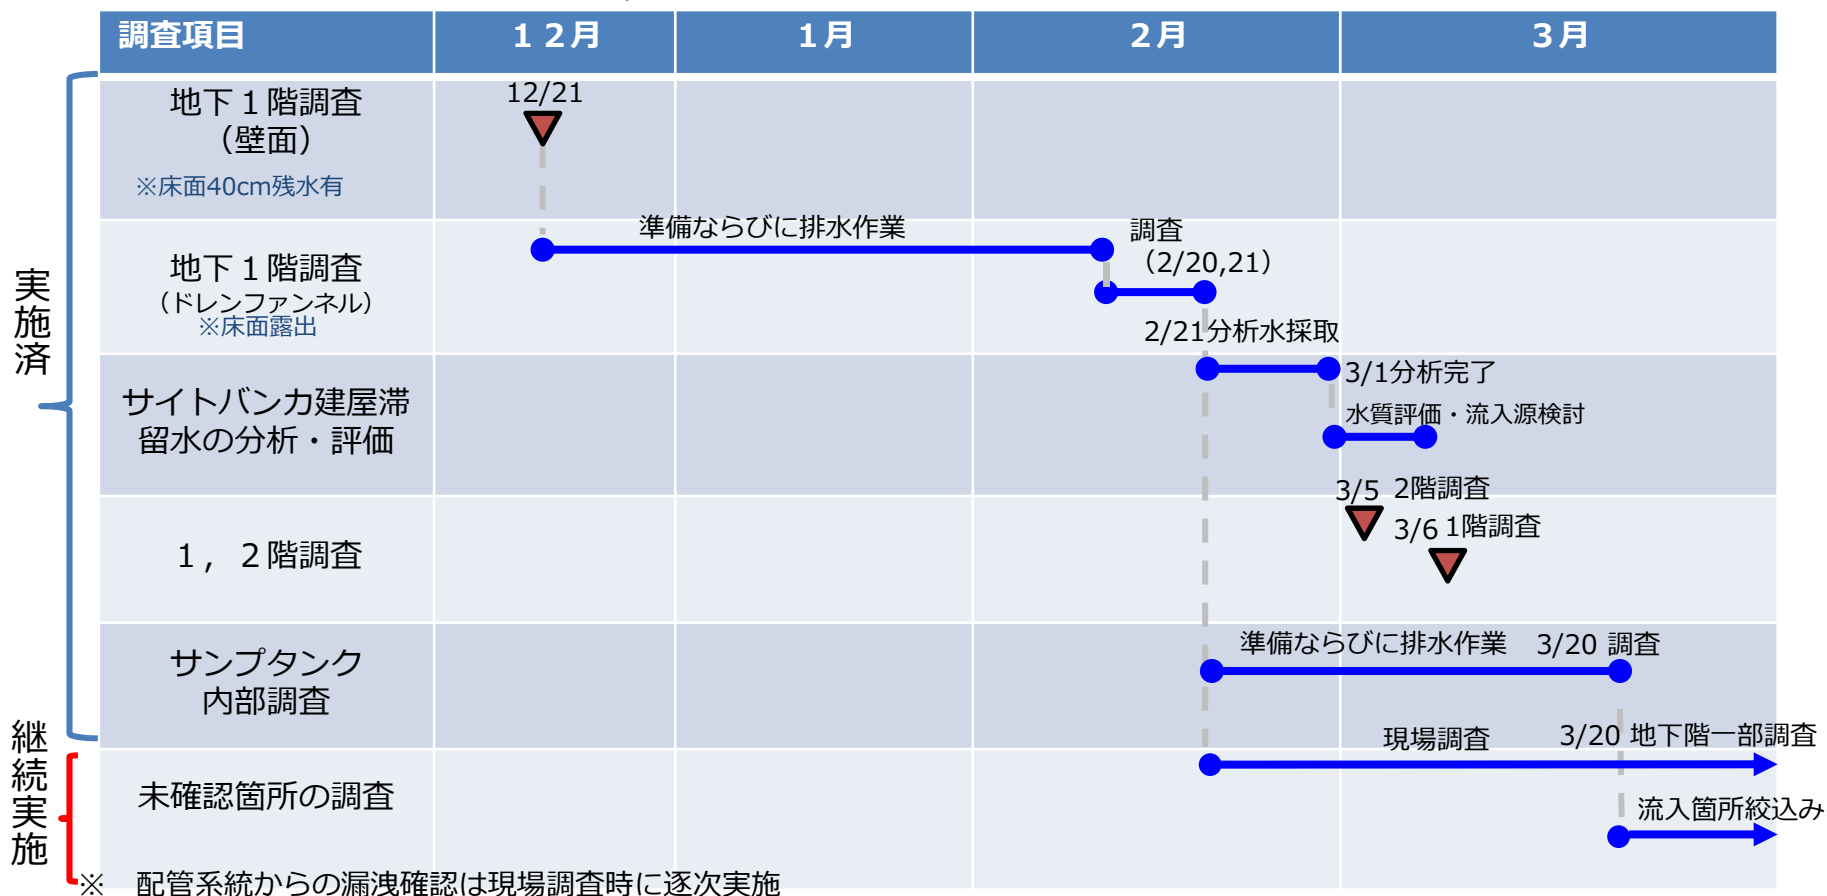 調査項目
１２月
１月
２月
３月
実施済
地下１階調査
（壁面）
※床面40cm残水有
12/21
地下１階調査
（ドレンファンネル）
※床面露出
準備ならびに排水作業
調査
（2/20,21）
2/21分析水採取
サイトバンカ建屋滞
留水の分析・評価
3/1分析完了
水質評価・流入源検討
１，２階調査
3/5 2階調査
3/6 1階調査
サンプタンク
内部調査
準備ならびに排水作業
3/20 調査
継続実施
未確認箇所の調査
現場調査
3/20 地下階一部調査
流入箇所絞込み
※　配管系統からの漏洩確認は現場調査時に逐次実施